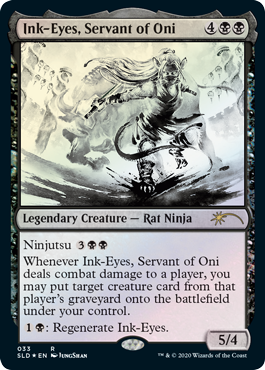 Ink-Eyes, Servant of Oni 4
Legendary Creature — Rat Ninja
Ninjutsu 3
Whenever Ink-Eyes, Servant of Oni
deals combat damage to a player, you
may put target creature card from that
player's graveyard onto the battlefield
under your control.
1 : Regenerate Ink-Eyes.
5/4
033 R
SLD EN JungShan
™ & © 2020 Wizards of the Coast